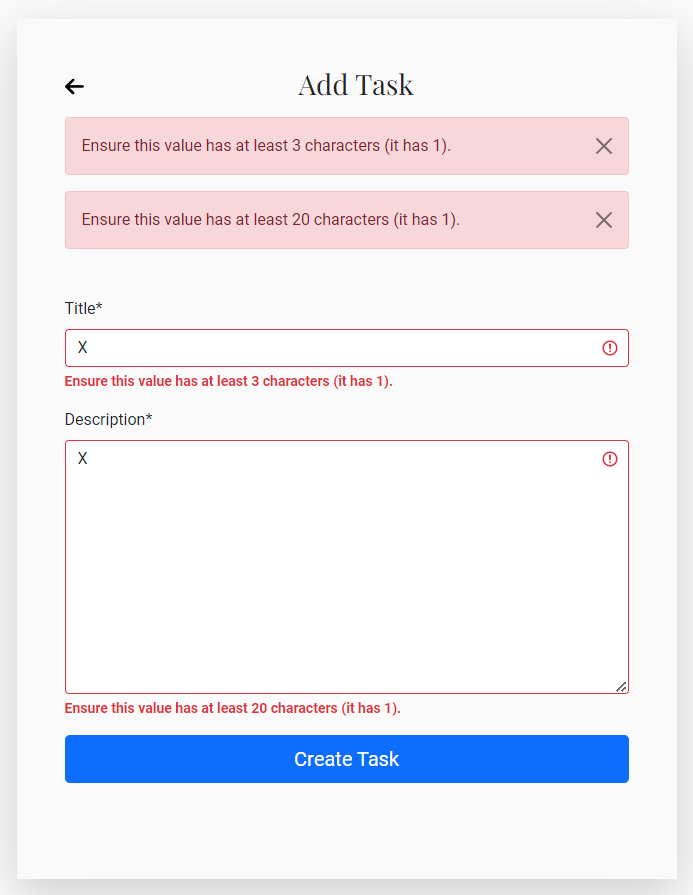 Add Task
Ensure this value has at least 3 characters (it has 1).
Ensure this value has at least 20 characters (it has 1).
Title*
X
Ensure this value has at least 3 characters (it has 1).
Description*
X
Ensure this value has at least 20 characters (it has 1).
Create Task